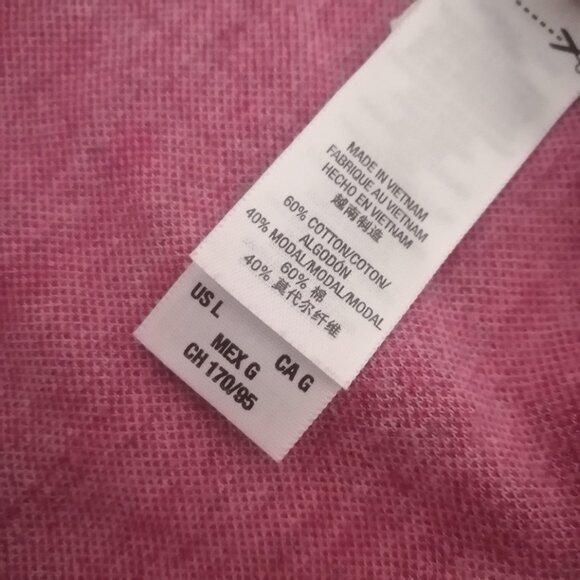 MADE IN VIETNAM
FABRIQUE AU VIETNAM
HECHO EN VIETNAM
越南制造
60% COTTON/COTON/
ALGODÓN
40% MODAL/MODAL/MODAL
60% 棉
40% 莫代尔纤维
US L CA G
MEX G
CH 170/95